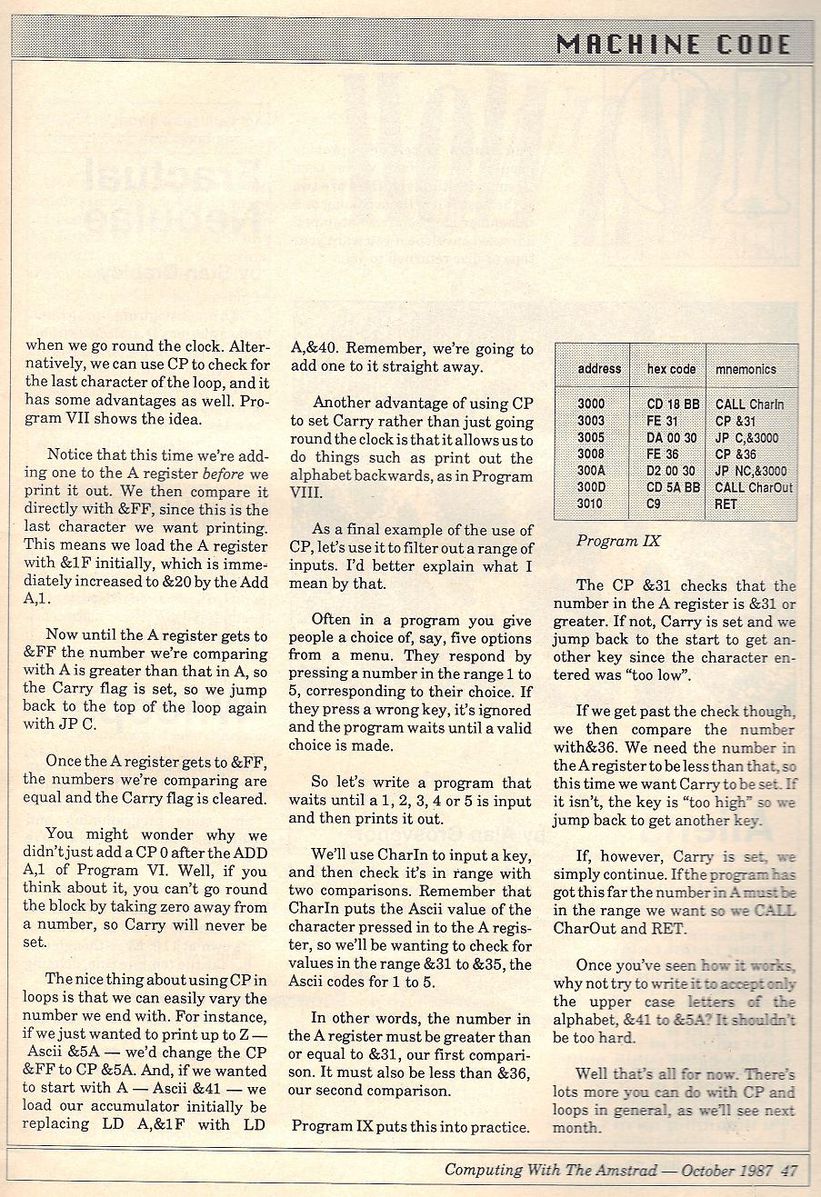 MACHINE CODE
when we go round the clock. Alter-
natively, we can use CP to check for
the last character of the loop, and it
has some advantages as well. Pro-
gram VII shows the idea.
Notice that this time we're add-
ing one to the A register before we
print it out. We then compare it
directly with &FF, since this is the
last character we want printing.
This means we load the A register
with &1F initially, which is imme-
diately increased to &20 by the Add
A,1.
Now until the A register gets to
&FF the number we're comparing
with A is greater than that in A, so
the Carry flag is set, so we jump
back to the top of the loop again
with JP C.
Once the A register gets to &FF,
the numbers we're comparing are
equal and the Carry flag is cleared.
You might wonder why we
didn't just add a CP 0 after the ADD
A,1 of Program VI. Well, if you
think about it, you can't go round
the block by taking zero away from
a number, so Carry will never be
set.
The nice thing about using CP in
loops is that we can easily vary the
number we end with. For instance,
if we just wanted to print up to Z —
Ascii &5A — we'd change the CP
&FF to CP &5A. And, if we wanted
to start with A — Ascii &41 — we
load our accumulator initially be
replacing LD A,&1F with LD
A,&40. Remember, we're going to
add one to it straight away.
Another advantage of using CP
to set Carry rather than just going
round the clock is that it allows us to
do things such as print out the
alphabet backwards, as in Program
VIII.
As a final example of the use of
CP, let's use it to filter out a range of
inputs. I'd better explain what I
mean by that.
Often in a program you give
people a choice of, say, five options
from a menu. They respond by
pressing a number in the range 1 to
5, corresponding to their choice. If
they press a wrong key, it's ignored
and the program waits until a valid
choice is made.
So let's write a program that
waits until a 1, 2, 3, 4 or 5 is input
and then prints it out.
We'll use CharIn to input a key,
and then check it's in range with
two comparisons. Remember that
CharIn puts the Ascii value of the
character pressed in to the A regis-
ter, so we'll be wanting to check for
values in the range &31 to &35, the
Ascii codes for 1 to 5.
In other words, the number in
the A register must be greater than
or equal to &31, our first compari-
son. It must also be less than &36,
our second comparison.
Program IX puts this into practice.
address hex code mnemonics
3000 CD 18 BB CALL CharIn
3003 FE 31 CP &31
3005 DA 00 30 JP C,&3000
3008 FE 36 CP &36
300A D2 00 30 JP NC,&3000
300D CD 5A BB CALL CharOut
3010 C9 RET
Program IX
The CP &31 checks that the
number in the A register is &31 or
greater. If not, Carry is set and we
jump back to the start to get an-
other key since the character en-
tered was "too low".
If we get past the check though,
we then compare the number
with&36. We need the number in
the A register to be less than that, so
this time we want Carry to be set. If
it isn't, the key is "too high" so we
jump back to get another key.
If, however, Carry is set, we
simply continue. If the program has
got this far the number in A must be
in the range we want so we CALL
CharOut and RET.
Once you've seen how it works,
why not try to write it to accept only
the upper case letters of the
alphabet, &41 to &5A? It shouldn't
be too hard.
Well that's all for now. There's
lots more you can do with CP and
loops in general, as we'll see next
month.
Computing With The Amstrad — October 1987 47